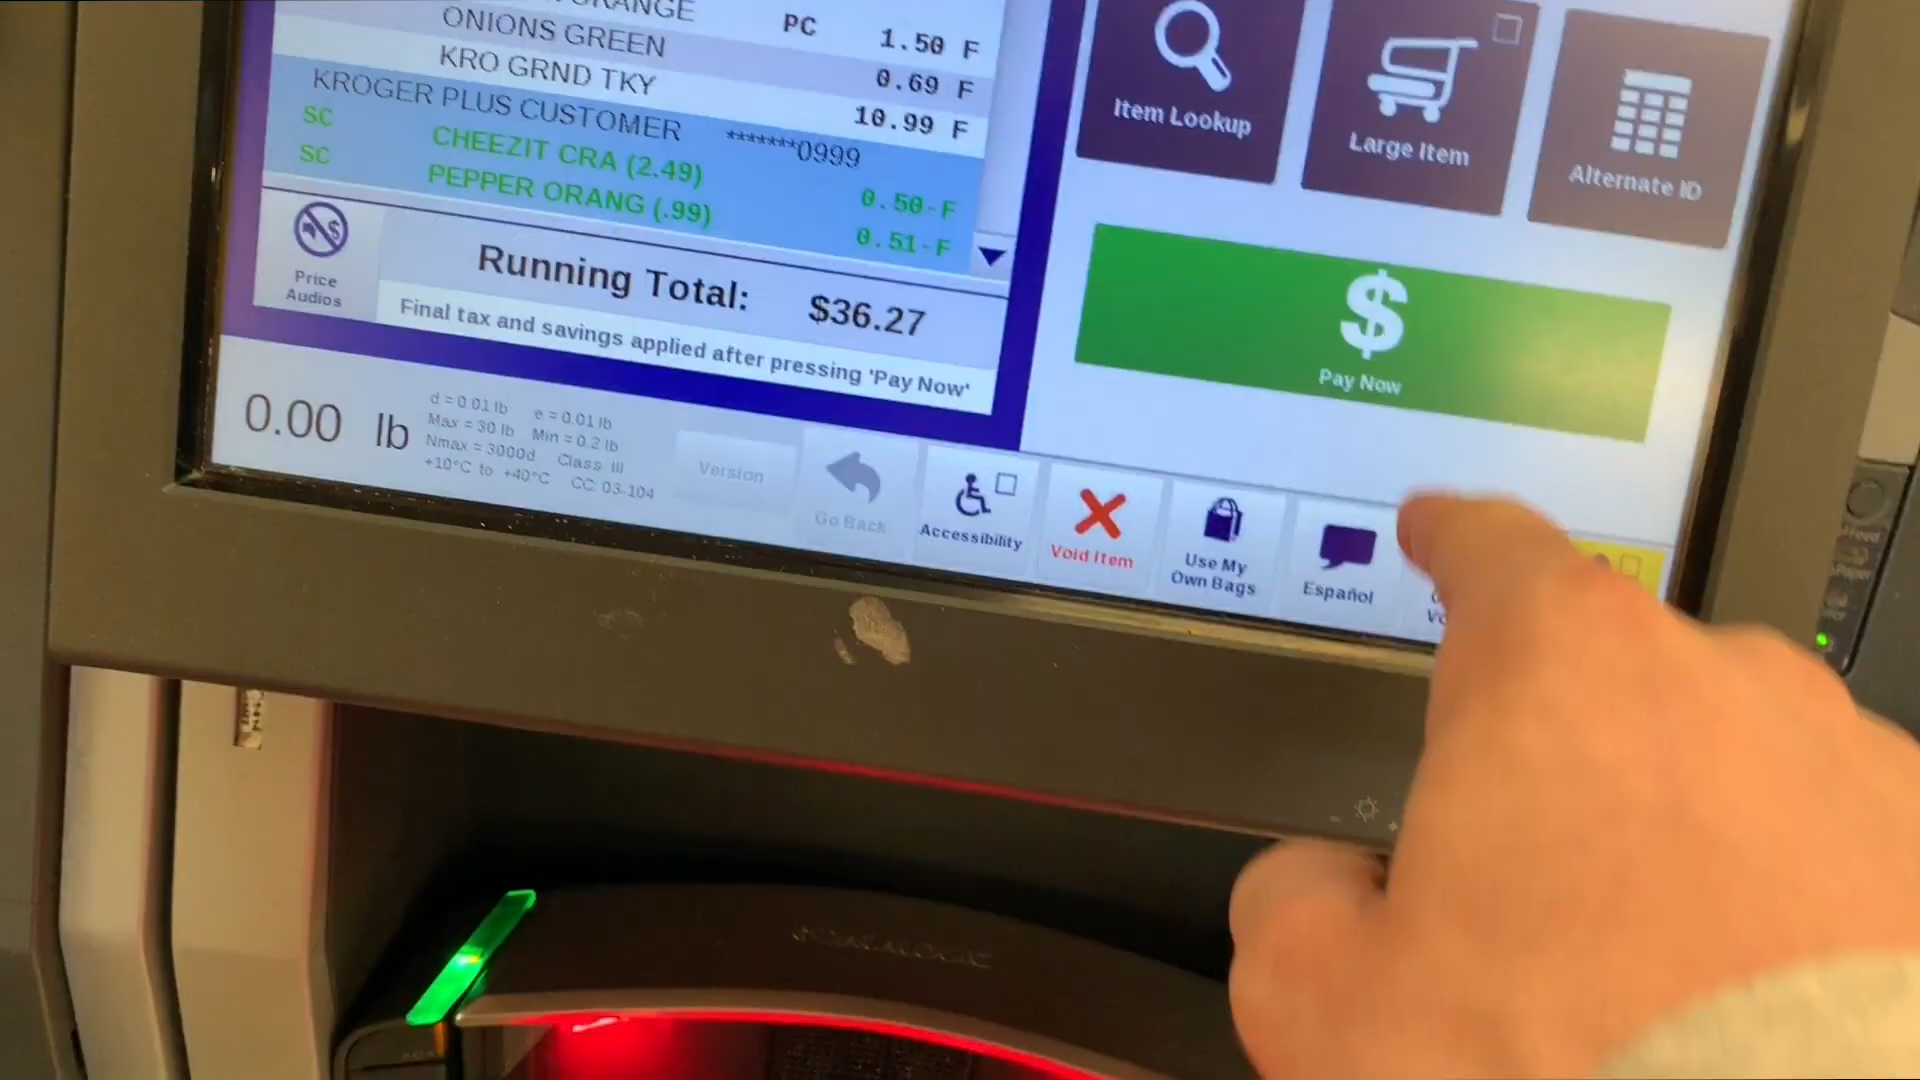 ORANGE PC 1.50 F
ONIONS GREEN 0.69 F
KRO GRND TKY 10.99 F
KROGER PLUS CUSTOMER *******0999
SC CHEEZIT CRA (2.49) 0.50-F
SC PEPPER ORANG (.99) 0.51-F
Price
Audios
Running Total: $36.27
Final tax and savings applied after pressing 'Pay Now'
0.00 lb
d = 0.01 lb e = 0.01 lb
Max = 30 lb Min = 0.2 lb
Nmax = 3000d Class III
+10°C to +40°C CC: 03-104
Version
Go Back
Accessibility
Void Item
Use My
Own Bags
Español
Item Lookup
Large Item
Alternate ID
$
Pay Now
DATALOGIC